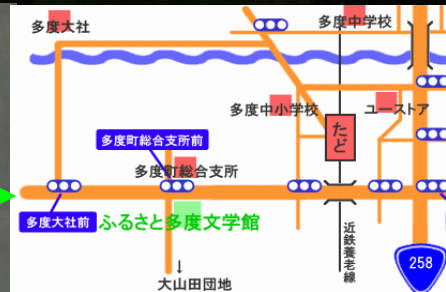 多度大社
多度中学校
多度中小学校
ユーストア
たど
多度町総合支所前
多度町総合支所
多度大社前
ふるさと多度文学館
近鉄養老線
258
↓
大山田団地